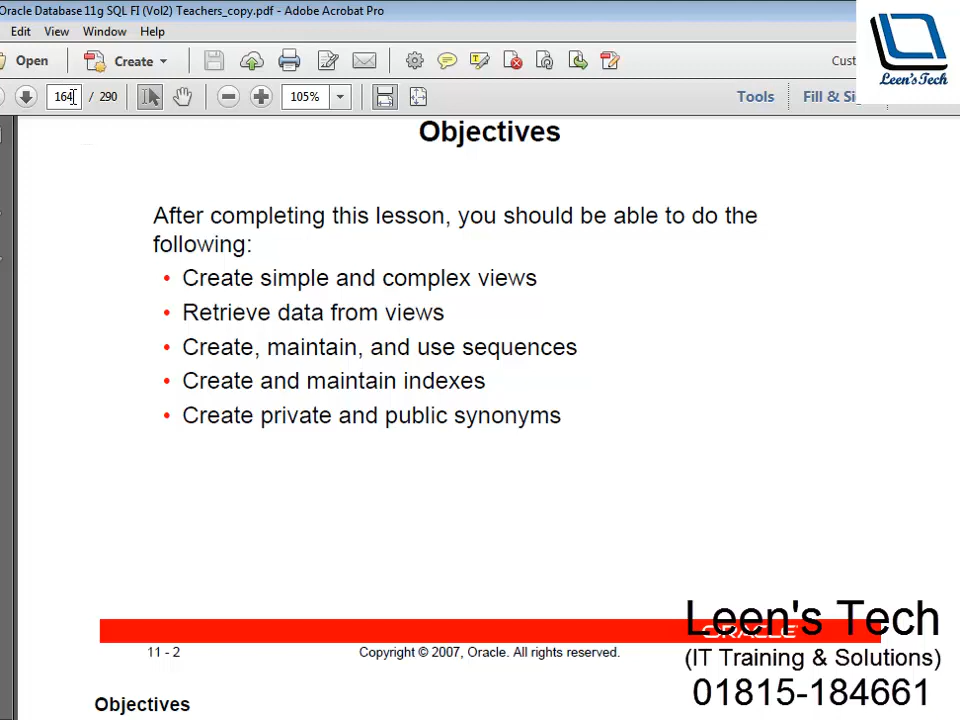 Oracle Database 11g SQL FI (Vol2) Teachers_copy.pdf - Adobe Acrobat Pro
Edit View Window Help
Open Create Cust
164 / 290 105% Tools Fill & Si
Leen'sTech
Objectives
After completing this lesson, you should be able to do the
following:
• Create simple and complex views
• Retrieve data from views
• Create, maintain, and use sequences
• Create and maintain indexes
• Create private and public synonyms
ORACLE
Leen's Tech
(IT Training & Solutions)
01815-184661
11 - 2 Copyright © 2007, Oracle. All rights reserved.
Objectives